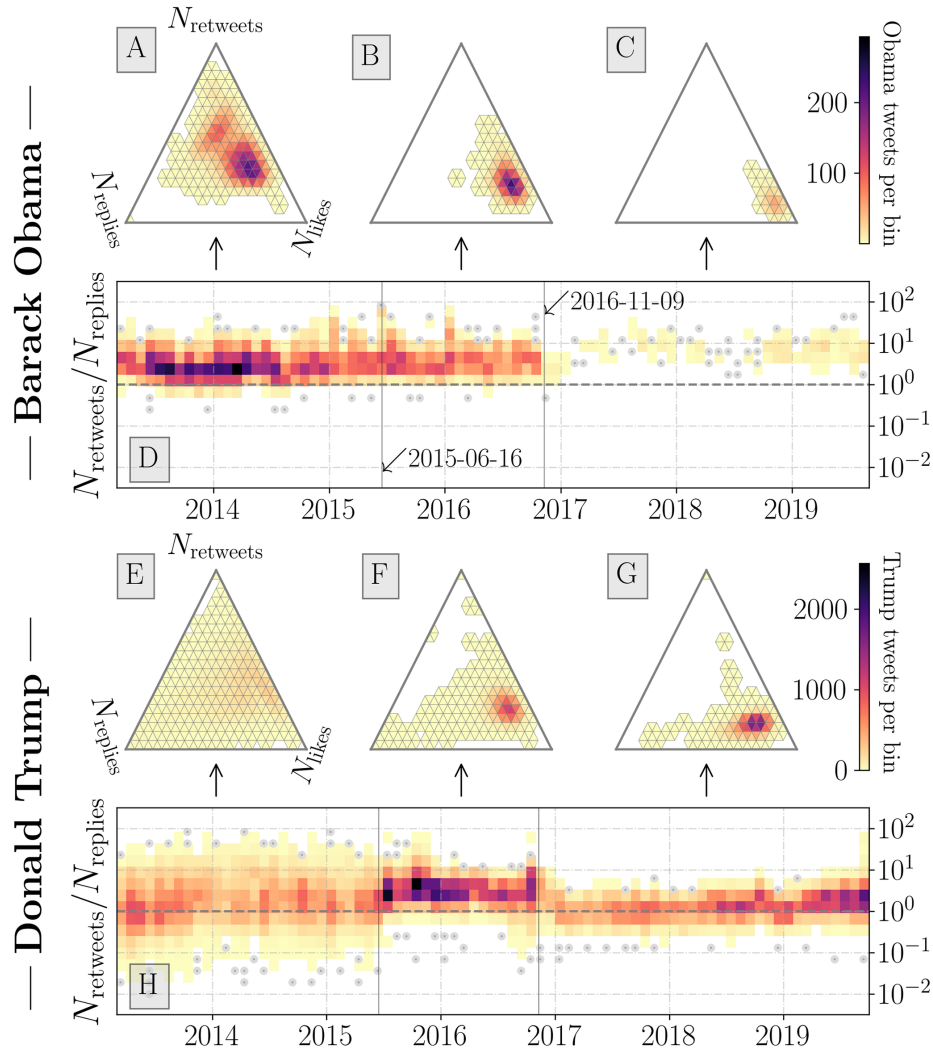 — Barack Obama —
A
N_retweets
B
C
N_replies
N_likes
200
100
Obama tweets per bin
N_retweets/N_replies
D
2016-11-09
2015-06-16
10^2
10^1
10^0
10^-1
10^-2
2014
2015
2016
2017
2018
2019
— Donald Trump —
N_retweets
E
F
G
N_replies
N_likes
2000
1000
0
Trump tweets per bin
N_retweets/N_replies
H
10^2
10^1
10^0
10^-1
10^-2
2014
2015
2016
2017
2018
2019